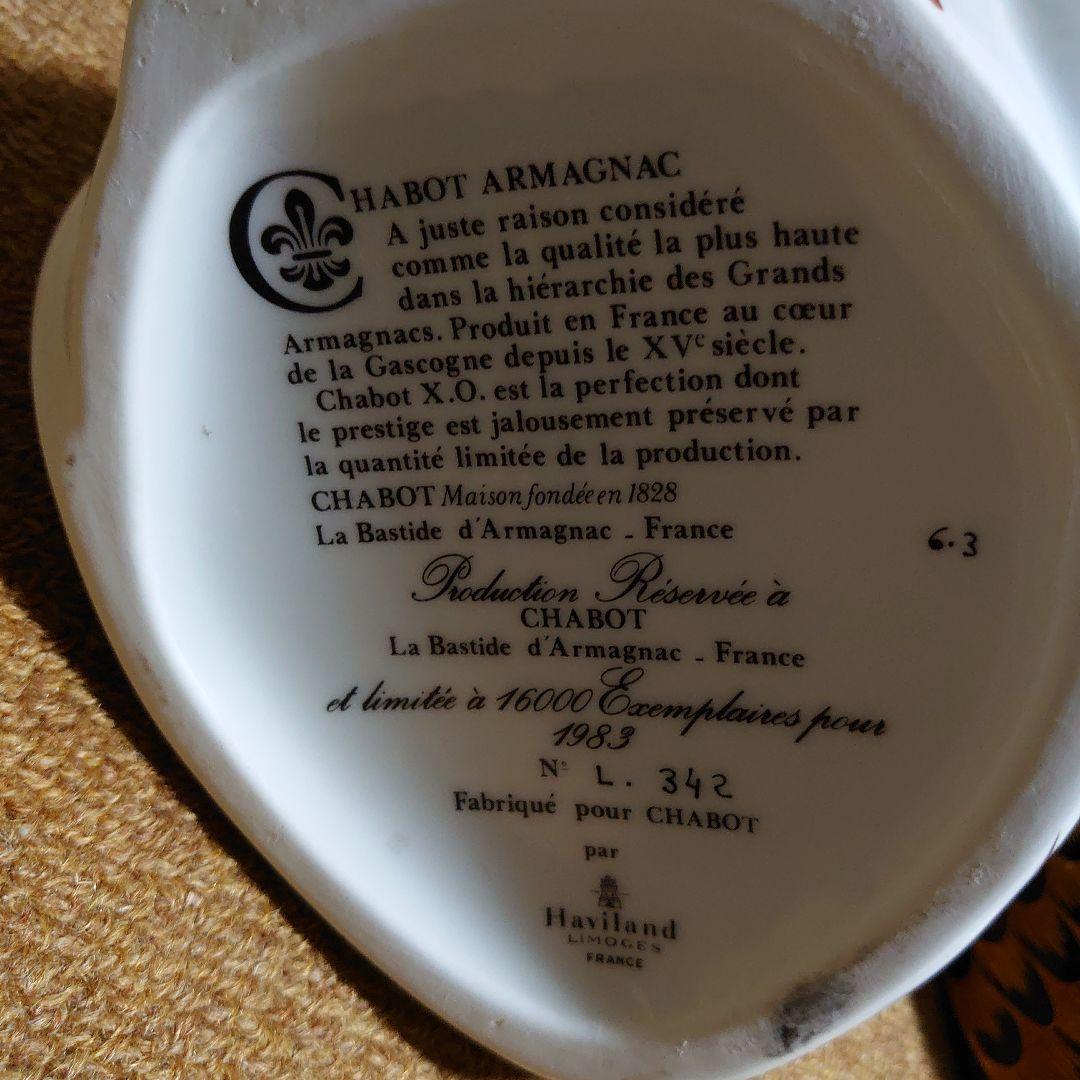 CHABOT ARMAGNAC
A juste raison considéré
comme la qualité la plus haute
dans la hiérarchie des Grands
Armagnacs. Produit en France au cœur
de la Gascogne depuis le XVe siècle.
Chabot X.O. est la perfection dont
le prestige est jalousement préservé par
la quantité limitée de la production.
CHABOT Maison fondée en 1828
La Bastide d'Armagnac - France
6.3
Production Réservée à
CHABOT
La Bastide d'Armagnac - France
et limitée à 16000 Exemplaires pour
1983
No L. 342
Fabriqué pour CHABOT
par
Haviland
LIMOGES
FRANCE